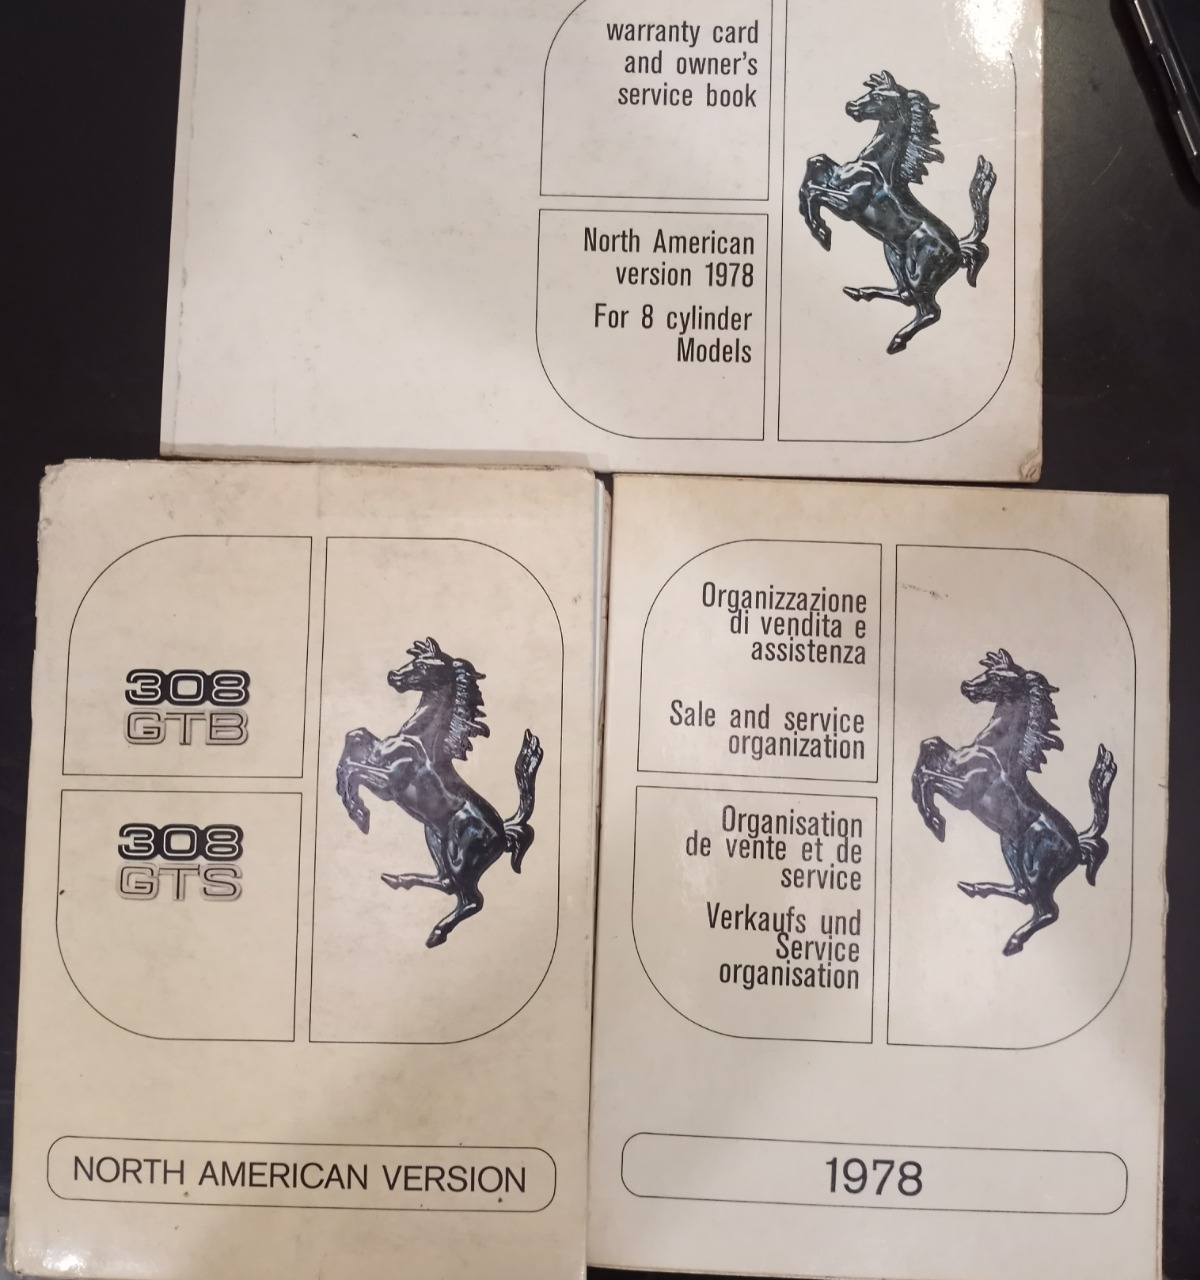 warranty card
and owner's
service book
North American
version 1978
For 8 cylinder
Models
308
GTB
308
GTS
NORTH AMERICAN VERSION
Organizzazione
di vendita e
assistenza
Sale and service
organization
Organisation
de vente et de
service
Verkaufs und
Service
organisation
1978